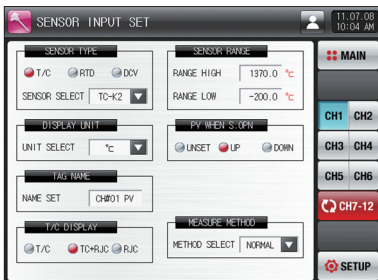 SENSOR INPUT SET
11.07.08
10:04 AM
SENSOR TYPE
T/C RTD DCV
SENSOR SELECT TC-K2
SENSOR RANGE
RANGE HIGH 1370.0 ℃
RANGE LOW -200.0 ℃
DISPLAY UNIT
UNIT SELECT ℃
PV WHEN S.OPN
UNSET UP DOWN
TAG NAME
NAME SET CH#01 PV
T/C DISPLAY
T/C TC+RJC RJC
MEASURE METHOD
METHOD SELECT NORMAL
MAIN
CH1 CH2
CH3 CH4
CH5 CH6
CH7-12
SETUP